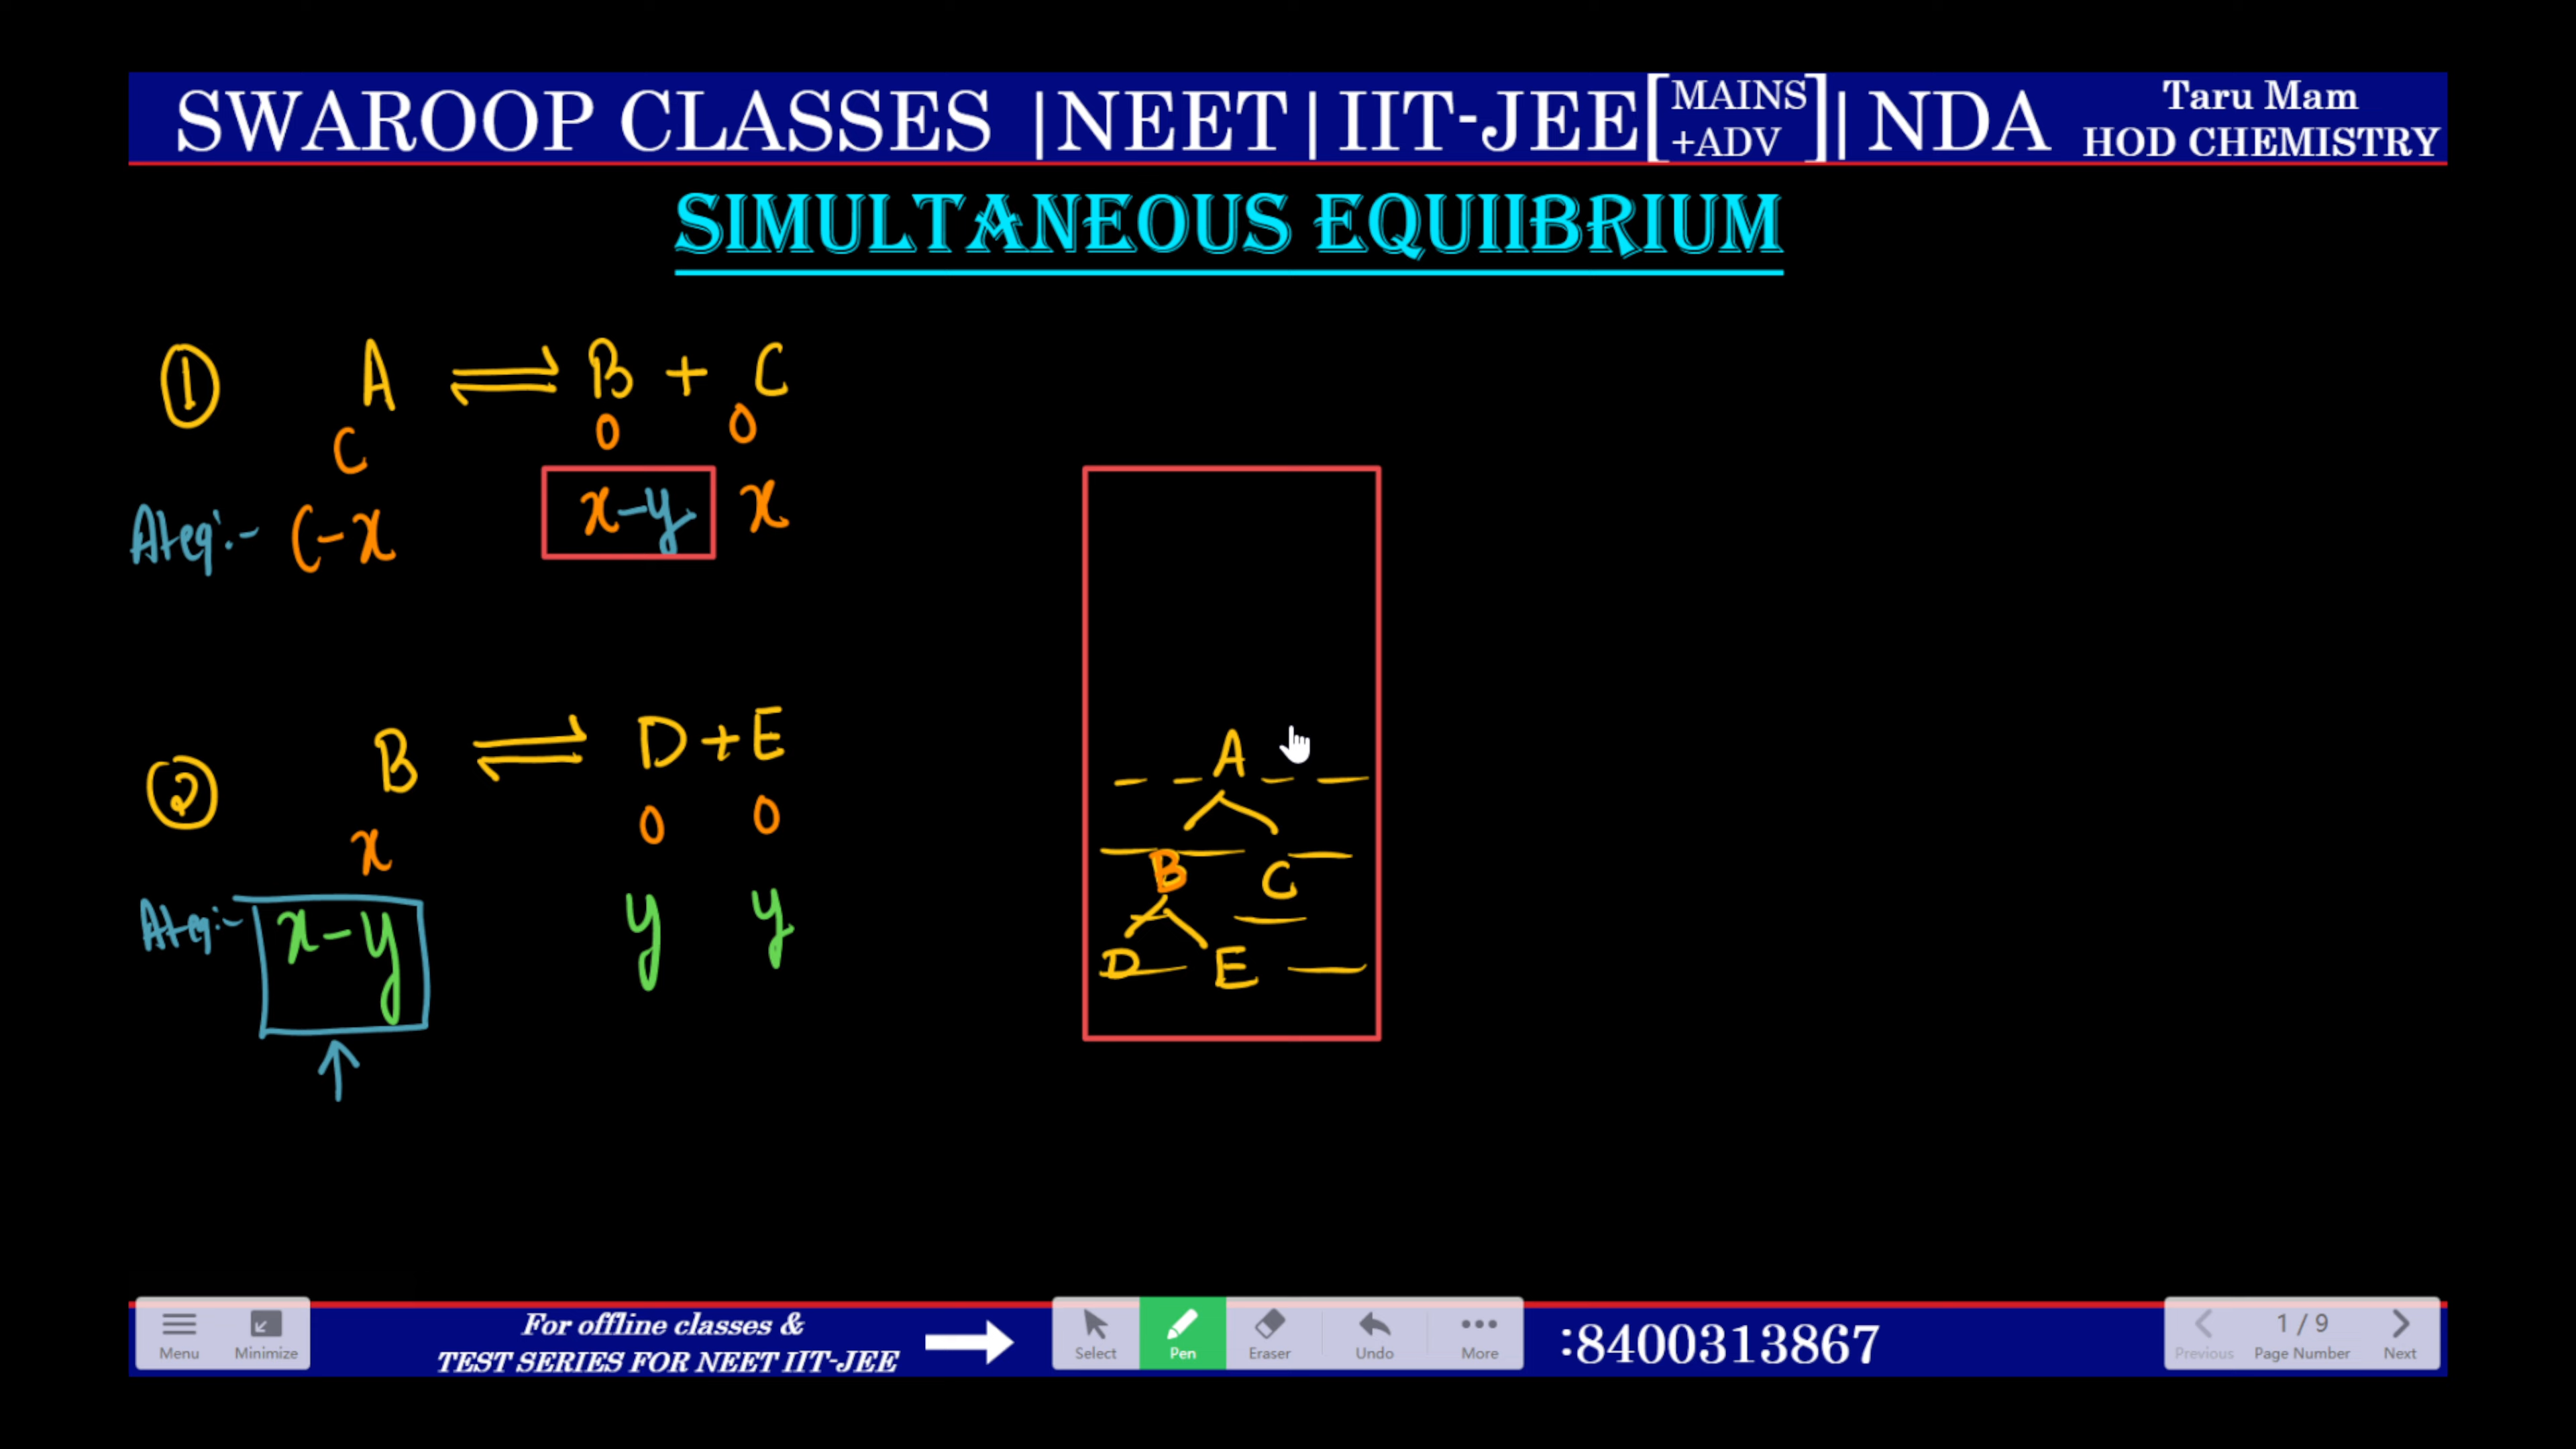 SWAROOP CLASSES |NEET|IIT-JEE[MAINS +ADV]| NDA
Taru Mam
HOD CHEMISTRY
SIMULTANEOUS EQUIIBRIUM
① A ⇌ B + C
C 0 0
At eq:- C-x x-y x
② B ⇌ D + E
x 0 0
At eq:- x-y y y
A
B C
D E
Menu
Minimize
For offline classes &
TEST SERIES FOR NEET IIT-JEE
Select
Pen
Eraser
Undo
More
:8400313867
Previous
1 / 9
Page Number
Next